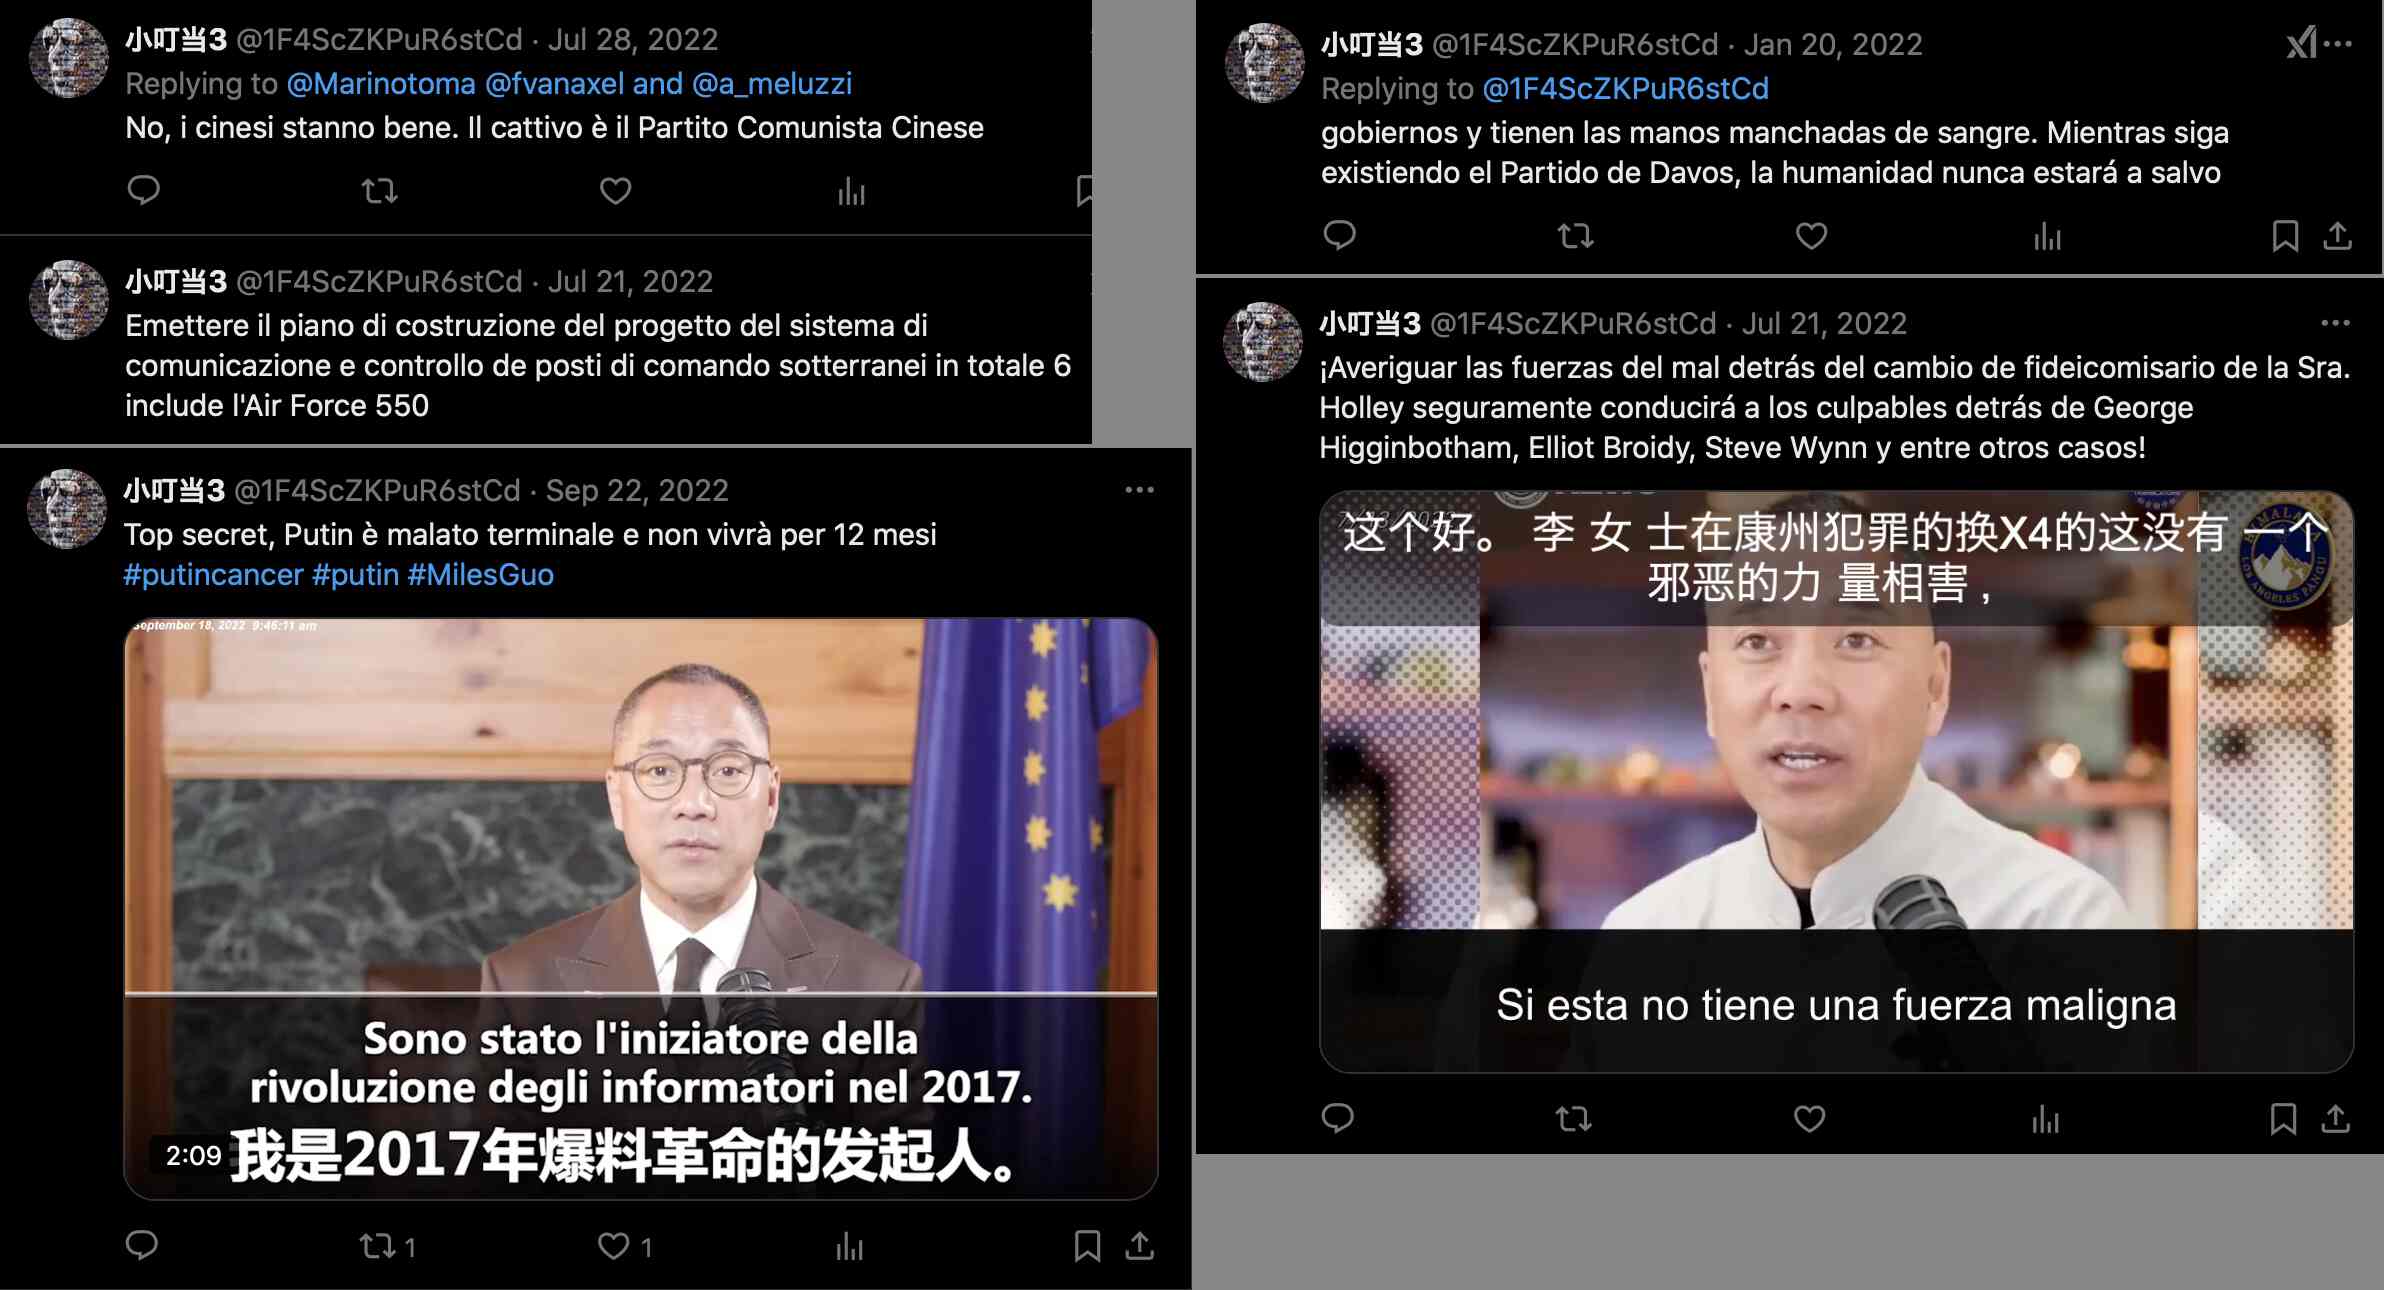 小叮当3 @1F4ScZKPuR6stCd · Jul 28, 2022
Replying to @Marinotoma @fvanaxel and @a_meluzzi
No, i cinesi stanno bene. Il cattivo è il Partito Comunista Cinese
小叮当3 @1F4ScZKPuR6stCd · Jul 21, 2022
Emettere il piano di costruzione del progetto del sistema di
comunicazione e controllo de posti di comando sotterranei in totale 6
include l'Air Force 550
小叮当3 @1F4ScZKPuR6stCd · Sep 22, 2022
Top secret, Putin è malato terminale e non vivrà per 12 mesi
#putincancer #putin #MilesGuo
September 18, 2022 9:46:11 am
Sono stato l'iniziatore della
rivoluzione degli informatori nel 2017.
2:09
我是2017年爆料革命的发起人。
1 1
小叮当3 @1F4ScZKPuR6stCd · Jan 20, 2022
Replying to @1F4ScZKPuR6stCd
gobiernos y tienen las manos manchadas de sangre. Mientras siga
existiendo el Partido de Davos, la humanidad nunca estará a salvo
小叮当3 @1F4ScZKPuR6stCd · Jul 21, 2022
¡Averiguar las fuerzas del mal detrás del cambio de fideicomisario de la Sra.
Holley seguramente conducirá a los culpables detrás de George
Higginbotham, Elliot Broidy, Steve Wynn y entre otros casos!
这个好。 李 女 士在康州犯罪的换X4的这没有 一个
邪恶的力 量相害 ,
HIMALAYA
LOS ANGELES PANGU
Si esta no tiene una fuerza maligna